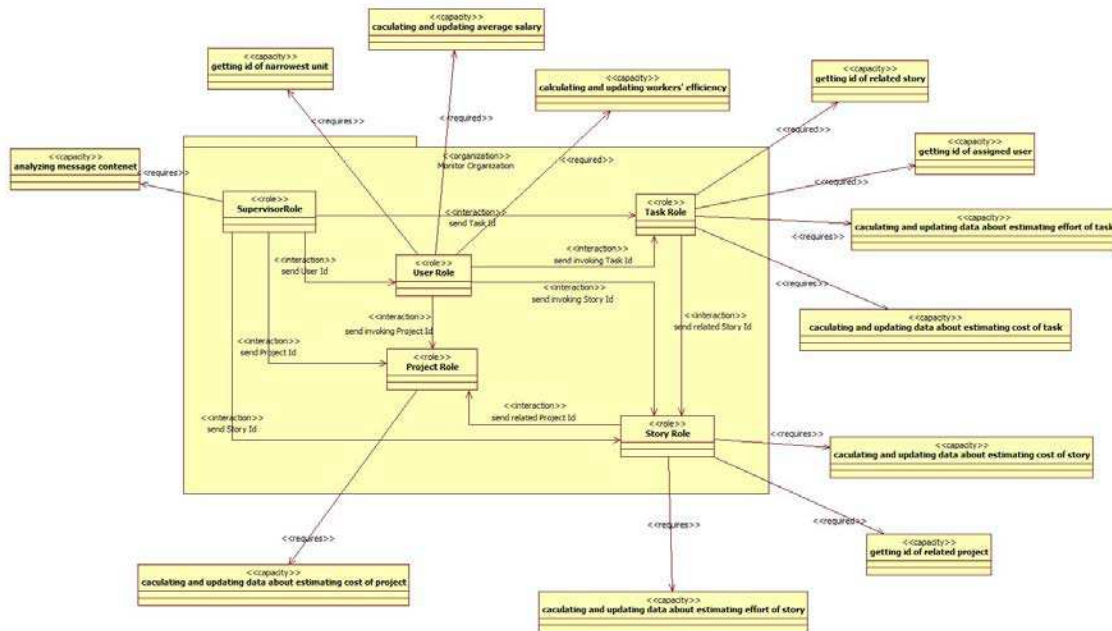 <<capacity>>
caculating and updating average salary
<<capacity>>
getting id of narrowest unit
<<capacity>>
calculating and updating workers' efficiency
<<capacity>>
getting id of related story
<<requires>>
<<required>>
<<required>>
<<capacity>>
getting id of assigned user
<<capacity>>
analyzing message contenet
<<requires>>
<<organization>>
Monitor Organization
<<required>>
<<required>>
<<role>>
SupervisorRole
<<interaction>>
send Task Id
<<role>>
Task Role
<<capacity>>
caculating and updating data about estimating effort of task
<<requires>>
<<interaction>>
send User Id
<<role>>
User Role
<<interaction>>
send invoking Task Id
<<requires>>
<<interaction>>
send invoking Story Id
<<interaction>>
send invoking Project Id
<<interaction>>
send related Story Id
<<capacity>>
caculating and updating data about estimating cost of task
<<interaction>>
send Project Id
<<role>>
Project Role
<<interaction>>
send Story Id
<<interaction>>
send related Project Id
<<role>>
Story Role
<<requires>>
<<capacity>>
caculating and updating data about estimating cost of story
<<requires>>
<<requires>>
<<required>>
<<capacity>>
getting id of related project
<<capacity>>
caculating and updating data about estimating cost of project
<<capacity>>
caculating and updating data about estimating effort of story